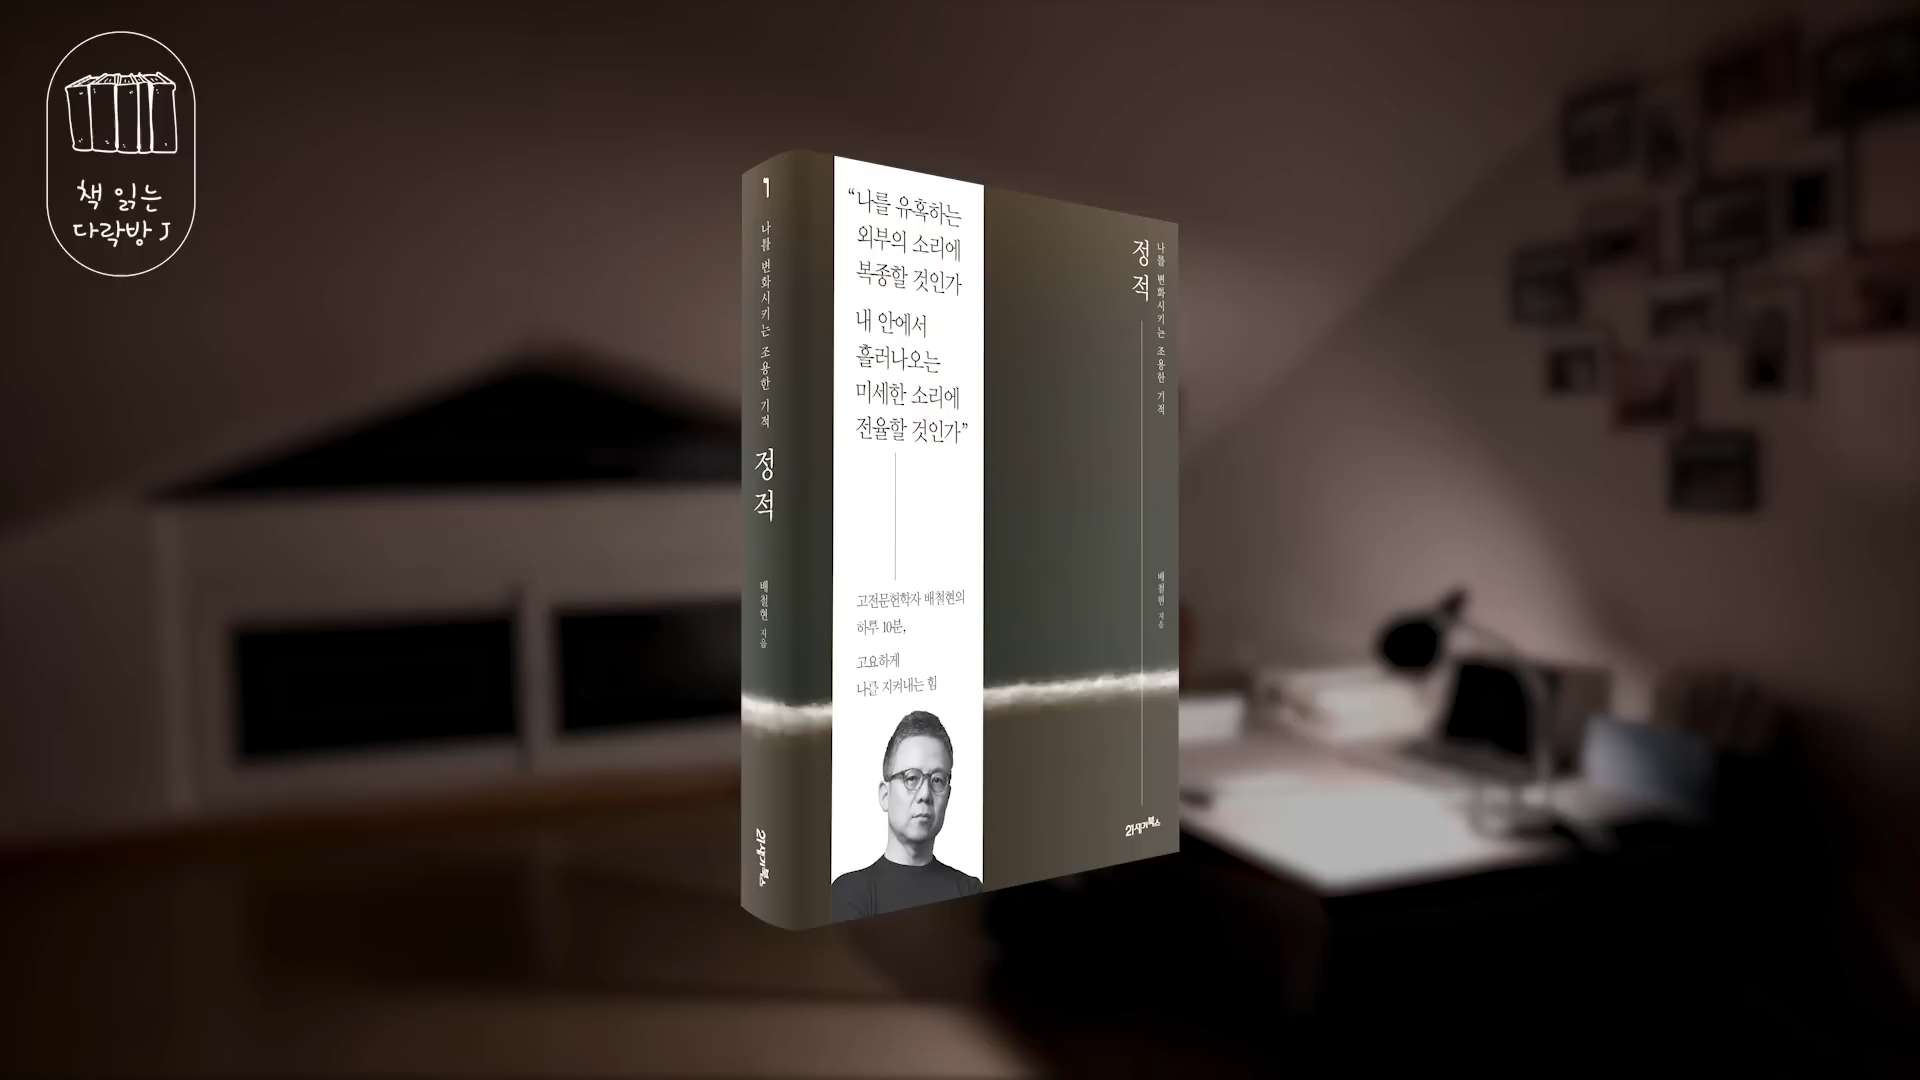 책 읽는
다락방 J
나를 변화시키는 조용한 기적
정적
배철현 지음
21세기북스
“나를 유혹하는
외부의 소리에
복종할 것인가
내 안에서
흘러나오는
미세한 소리에
전율할 것인가”
고전문헌학자 배철현의
하루 10분,
고요하게
나를 지켜내는 힘
정적
나를 변화시키는 조용한 기적
배철현 지음
21세기북스